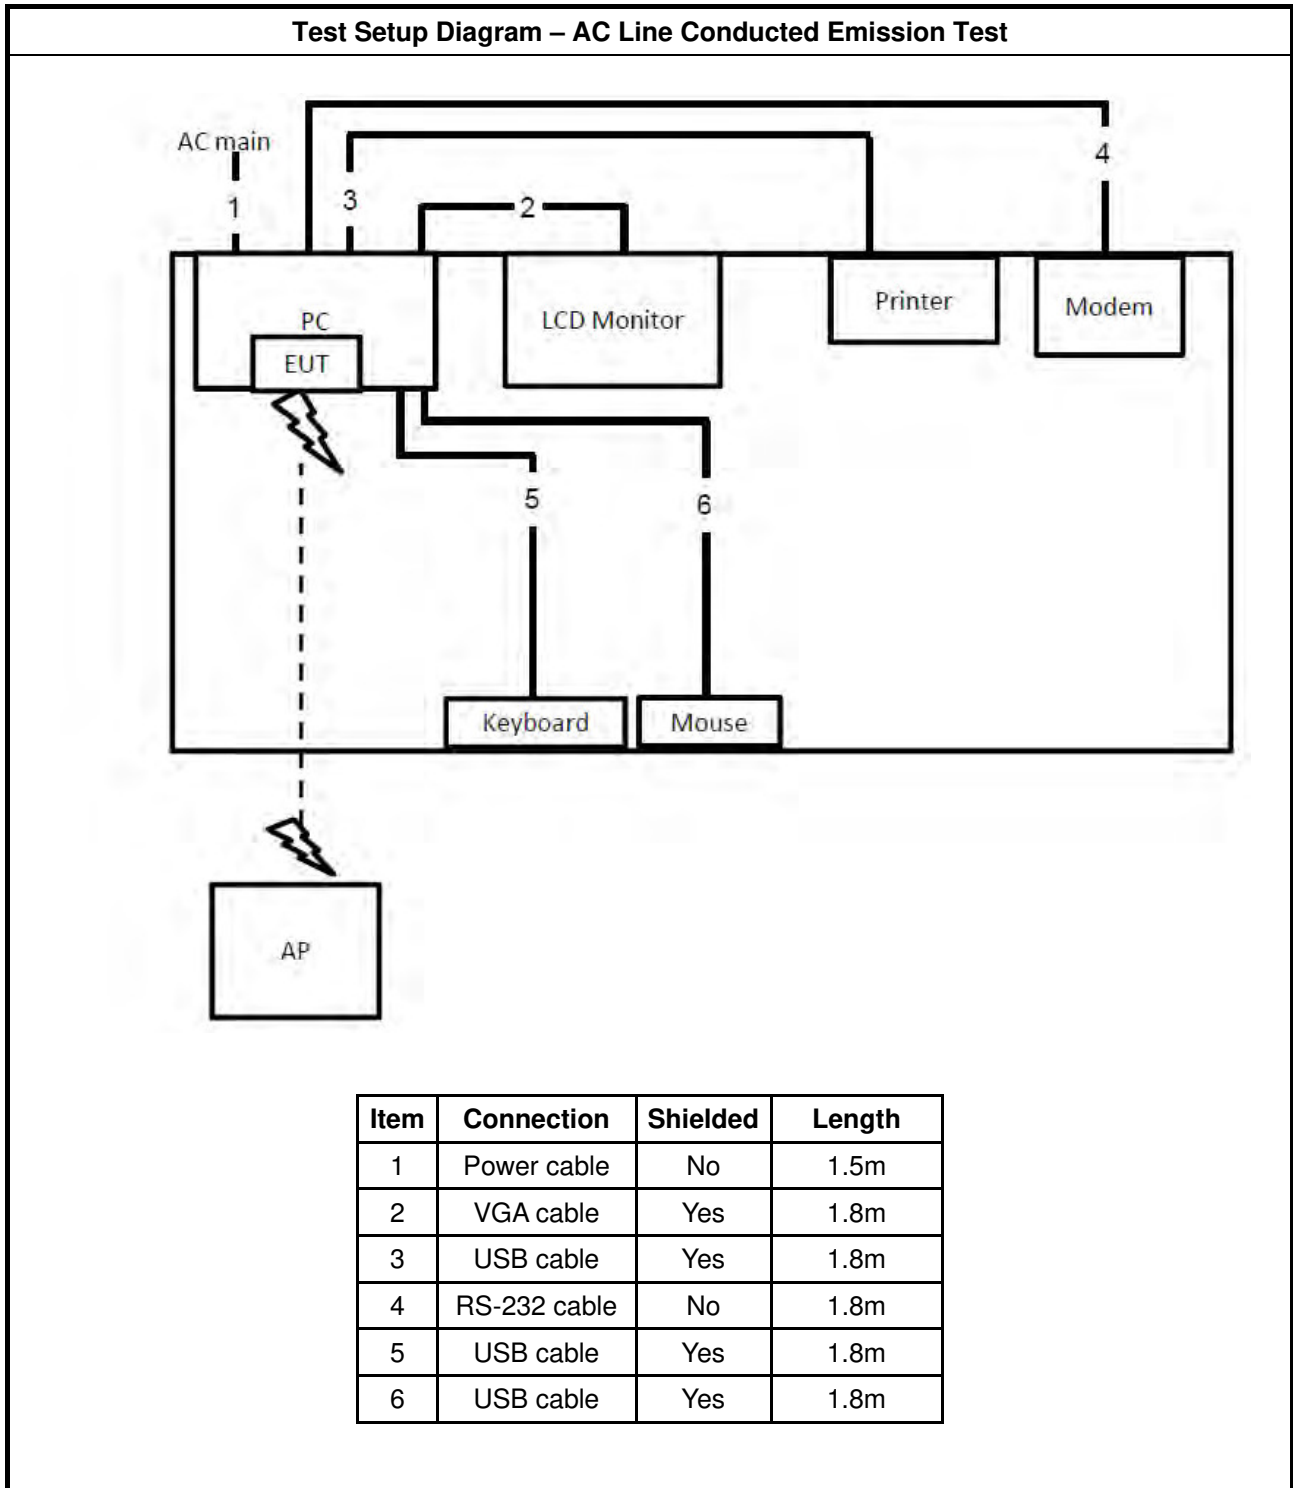 Test Setup Diagram – AC Line Conducted Emission Test
AC main
4
1
3
2
PC
EUT
LCD Monitor
Printer
Modem
5
6
Keyboard
Mouse
AP
Item Connection Shielded Length
1 Power cable No 1.5m
2 VGA cable Yes 1.8m
3 USB cable Yes 1.8m
4 RS-232 cable No 1.8m
5 USB cable Yes 1.8m
6 USB cable Yes 1.8m